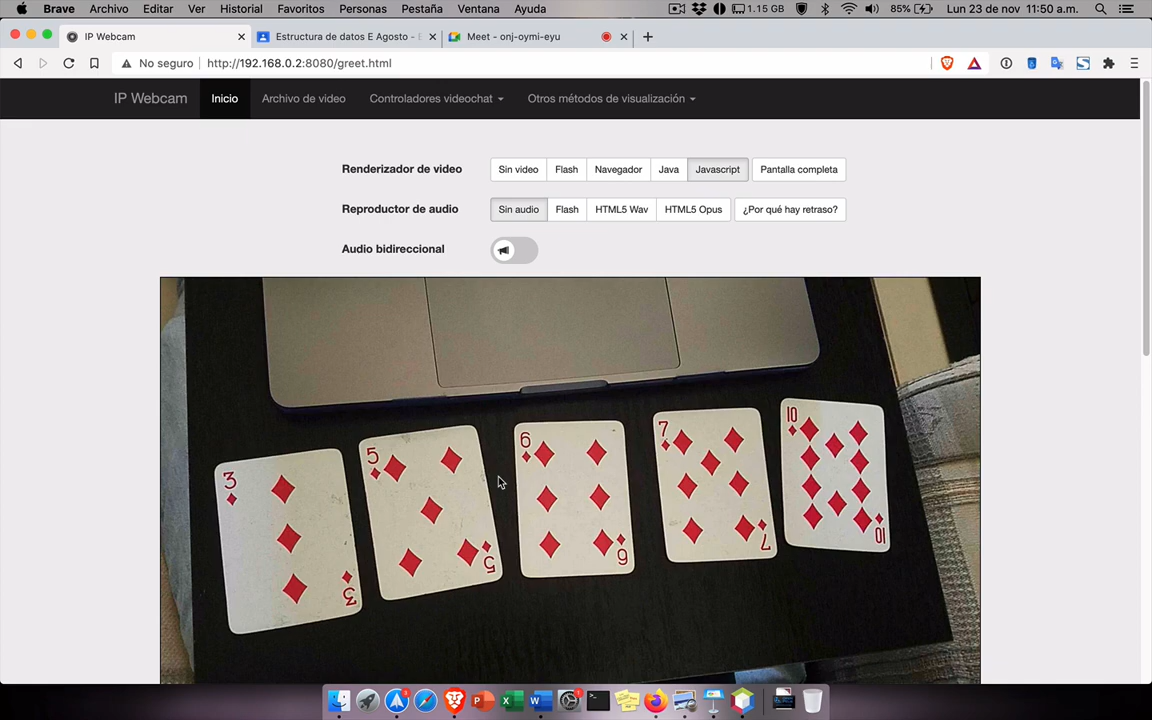 Brave Archivo Editar Ver Historial Favoritos Personas Pestaña Ventana Ayuda 1.15 GB 85% Lun 23 de nov 11:50 a.m.
IP Webcam Estructura de datos E Agosto - Meet - onj-oymi-eyu
No seguro http://192.168.0.2:8080/greet.html
IP Webcam Inicio Archivo de video Controladores videochat Otros métodos de visualización
Renderizador de video Sin video Flash Navegador Java Javascript Pantalla completa
Reproductor de audio Sin audio Flash HTML5 Wav HTML5 Opus ¿Por qué hay retraso?
Audio bidireccional
3 5 6 7 10
3 5 6 7 10